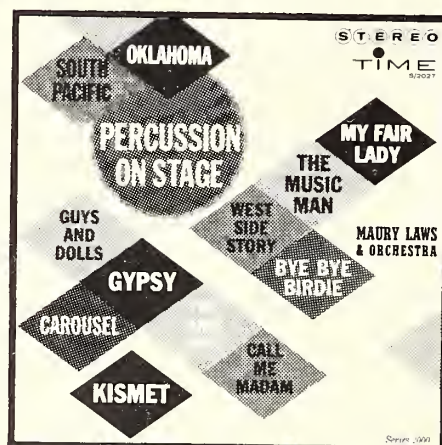 STEREO
TIME
S/2027
OKLAHOMA
SOUTH
PACIFIC
PERCUSSION
ON STAGE
MY FAIR
LADY
THE
MUSIC
MAN
WEST
SIDE
STORY
MAURY LAWS
& ORCHESTRA
GUYS
AND
DOLLS
BYE BYE
BIRDIE
GYPSY
CAROUSEL
CALL
ME
MADAM
KISMET
Series 2000